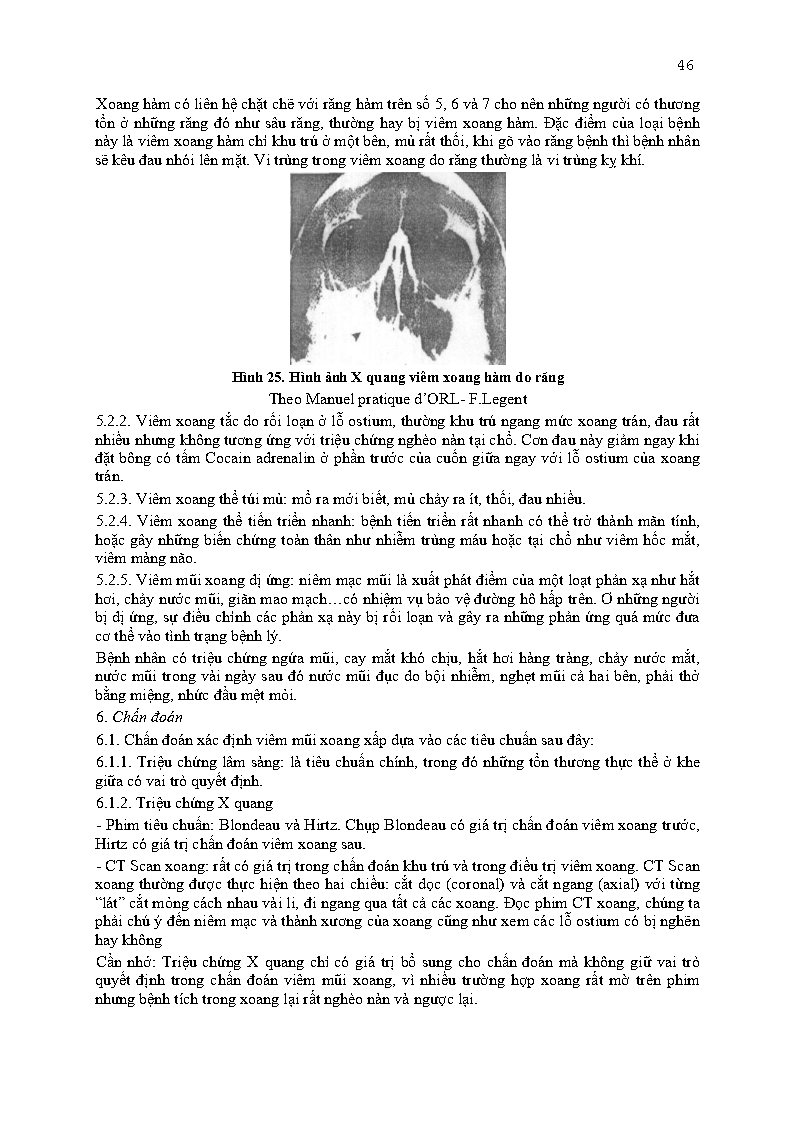 46
Xoang hàm có liên hệ chặt chẽ với răng hàm trên số 5, 6 và 7 cho nên những người có thương
tổn ở những răng đó như sâu răng, thường hay bị viêm xoang hàm. Đặc điểm của loại bệnh
này là viêm xoang hàm chỉ khu trú ở một bên, mủ rất thối, khi gõ vào răng bệnh thì bệnh nhân
sẽ kêu đau nhói lên mặt. Vi trùng trong viêm xoang do răng thường là vi trùng kỵ khí.
Hình 25. Hình ảnh X quang viêm xoang hàm do răng
Theo Manuel pratique d’ORL- F.Legent
5.2.2. Viêm xoang tắc do rối loạn ở lỗ ostium, thường khu trú ngang mức xoang trán, đau rất
nhiều nhưng không tương ứng với triệu chứng nghèo nàn tại chổ. Cơn đau này giảm ngay khi
đặt bông có tẩm Cocain adrenalin ở phần trước của cuốn giữa ngay với lỗ ostium của xoang
trán.
5.2.3. Viêm xoang thể túi mủ: mổ ra mới biết, mủ chảy ra ít, thối, đau nhiều.
5.2.4. Viêm xoang thể tiến triển nhanh: bệnh tiến triển rất nhanh có thể trở thành mãn tính,
hoặc gây những biến chứng toàn thân như nhiễm trùng máu hoặc tại chổ như viêm hốc mắt,
viêm màng não.
5.2.5. Viêm mũi xoang dị ứng: niêm mạc mũi là xuất phát điểm của một loạt phản xạ như hắt
hơi, chảy nước mũi, giãn mao mạch…có nhiệm vụ bảo vệ đường hô hấp trên. Ở những người
bị dị ứng, sự điều chỉnh các phản xạ này bị rối loạn và gây ra những phản ứng quá mức đưa
cơ thể vào tình trạng bệnh lý.
Bệnh nhân có triệu chứng ngứa mũi, cay mắt khó chịu, hắt hơi hàng tràng, chảy nước mắt,
nước mũi trong vài ngày sau đó nước mũi đục do bội nhiễm, nghẹt mũi cả hai bên, phải thở
bằng miệng, nhức đầu mệt mỏi.
6. Chẩn đoán
6.1. Chẩn đoán xác định viêm mũi xoang xấp dựa vào các tiêu chuẩn sau đây:
6.1.1. Triệu chứng lâm sàng: là tiêu chuẩn chính, trong đó những tổn thương thực thể ở khe
giữa có vai trò quyết định.
6.1.2. Triệu chứng X quang
- Phim tiêu chuẩn: Blondeau và Hirtz. Chụp Blondeau có giá trị chẩn đoán viêm xoang trước,
Hirtz có giá trị chẩn đoán viêm xoang sau.
- CT Scan xoang: rất có giá trị trong chẩn đoán khu trú và trong điều trị viêm xoang. CT Scan
xoang thường được thực hiện theo hai chiều: cắt dọc (coronal) và cắt ngang (axial) với từng
“lát” cắt mỏng cách nhau vài li, đi ngang qua tất cả các xoang. Đọc phim CT xoang, chúng ta
phải chú ý đến niêm mạc và thành xương của xoang cũng như xem các lỗ ostium có bị nghẽn
hay không
Cần nhớ: Triệu chứng X quang chỉ có giá trị bổ sung cho chẩn đoán mà không giữ vai trò
quyết định trong chẩn đoán viêm mũi xoang, vì nhiều trường hợp xoang rất mờ trên phim
nhưng bệnh tích trong xoang lại rất nghèo nàn và ngược lại.